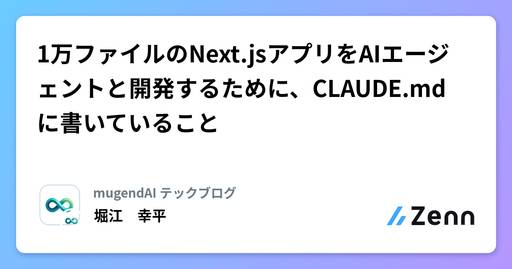 1万ファイルのNext.jsアプリをAIエージ
ェントと開発するために、CLAUDE.md
に書いていること
mugendAI テックブログ
堀江　幸平
Zenn